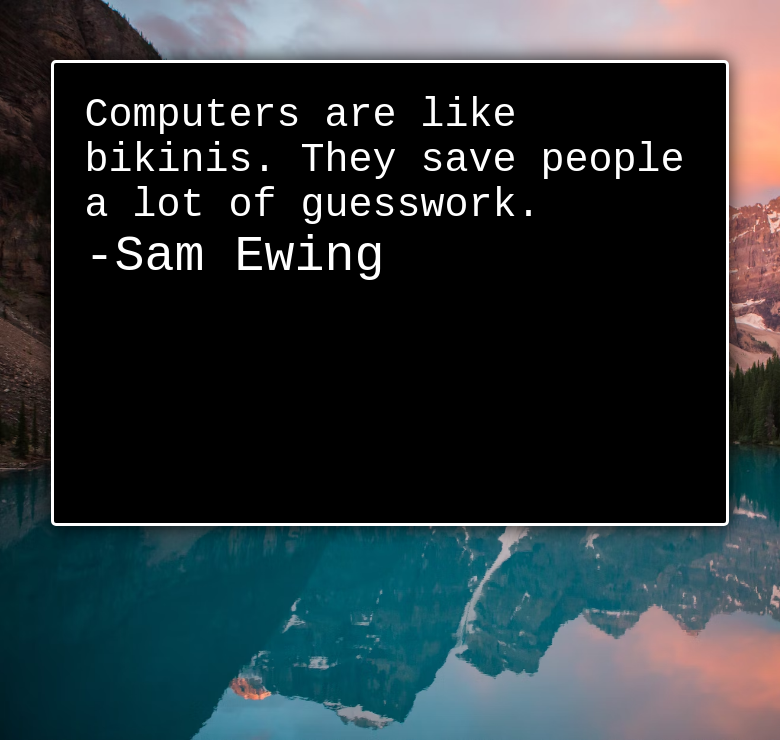 Computers are like
bikinis. They save people
a lot of guesswork.
-Sam Ewing